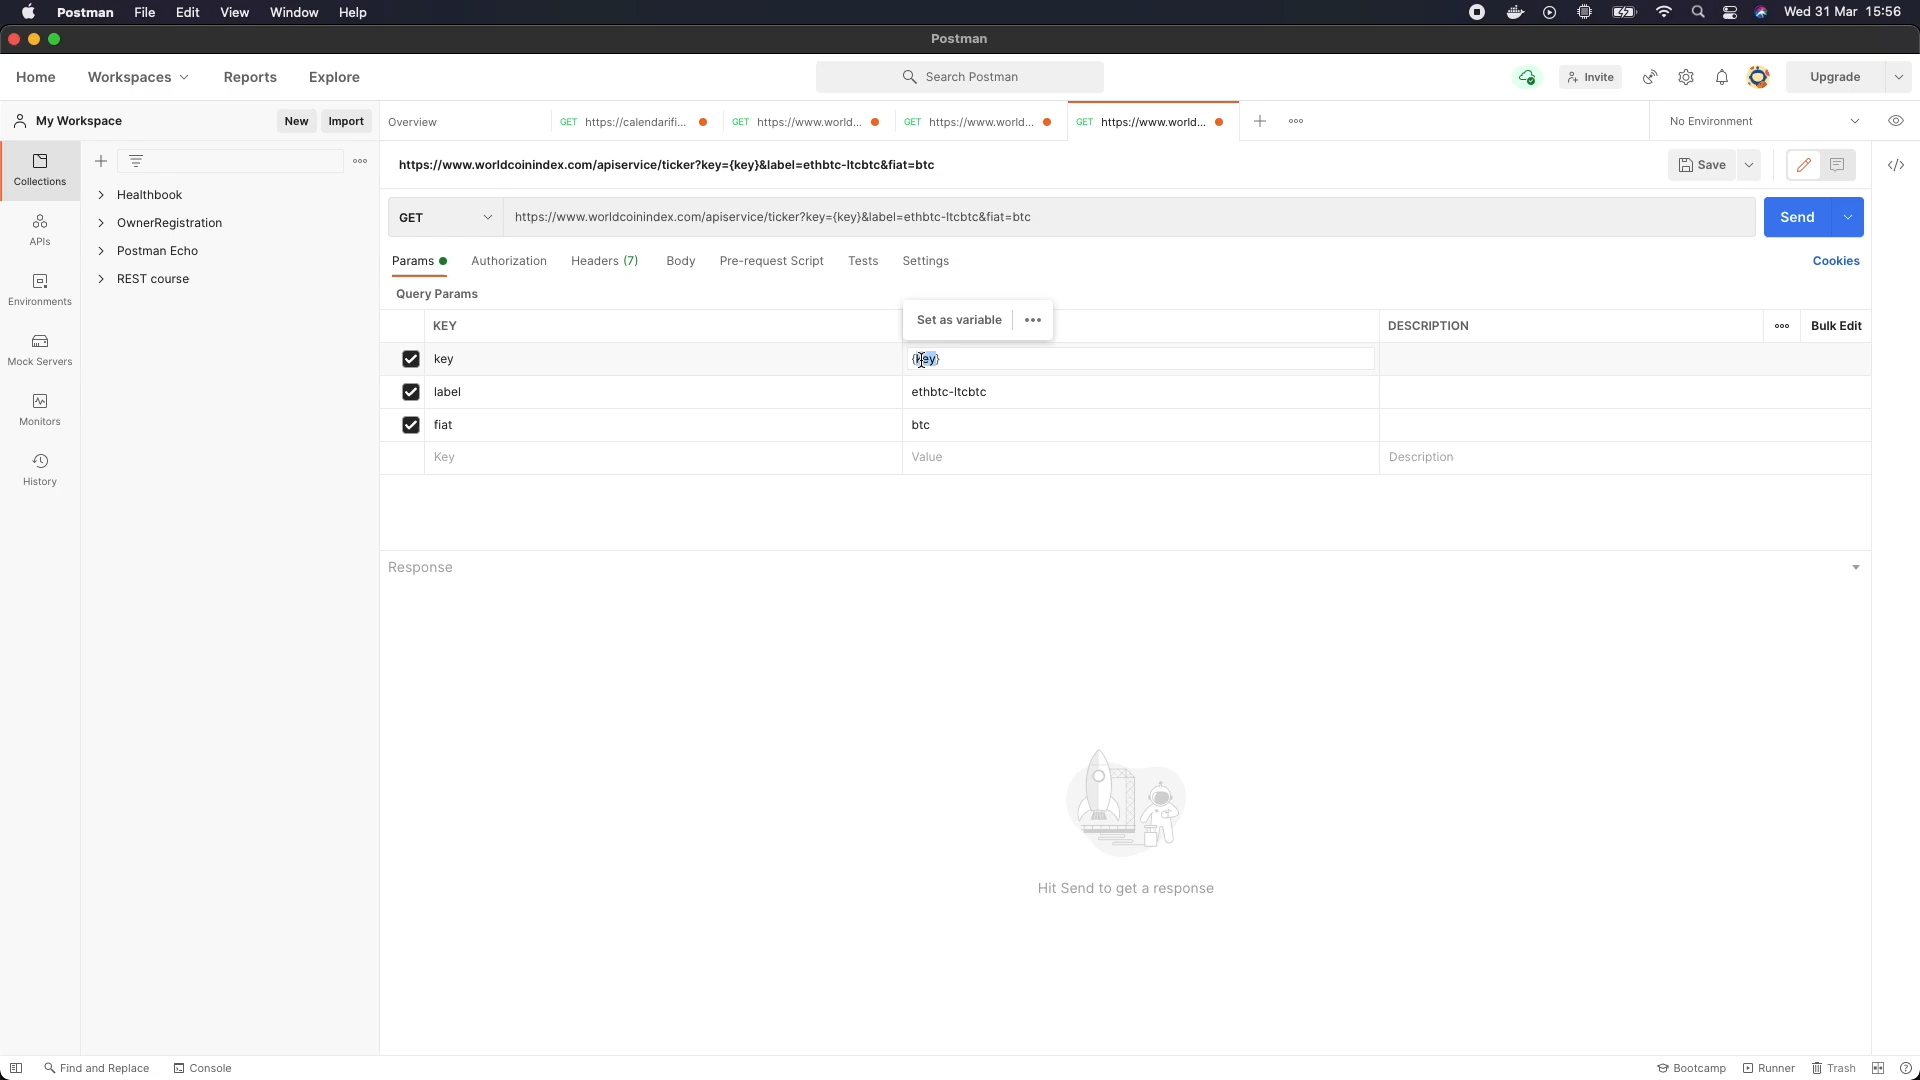 Postman File Edit View Window Help Wed 31 Mar 15:56
Postman
Home Workspaces Reports Explore Search Postman Invite Upgrade
My Workspace New Import Overview GET https://calendarifi... GET https://www.world... GET https://www.world... GET https://www.world... No Environment
Collections
https://www.worldcoinindex.com/apiservice/ticker?key={key}&label=ethbtc-ltcbtc&fiat=btc Save
Healthbook
OwnerRegistration
Postman Echo
REST course
APIs
Environments
Mock Servers
Monitors
History
GET https://www.worldcoinindex.com/apiservice/ticker?key={key}&label=ethbtc-ltcbtc&fiat=btc Send
Params Authorization Headers (7) Body Pre-request Script Tests Settings Cookies
Query Params
Set as variable
KEY DESCRIPTION Bulk Edit
key {key}
label ethbtc-ltcbtc
fiat btc
Key Value Description
Response
Hit Send to get a response
Find and Replace Console Bootcamp Runner Trash